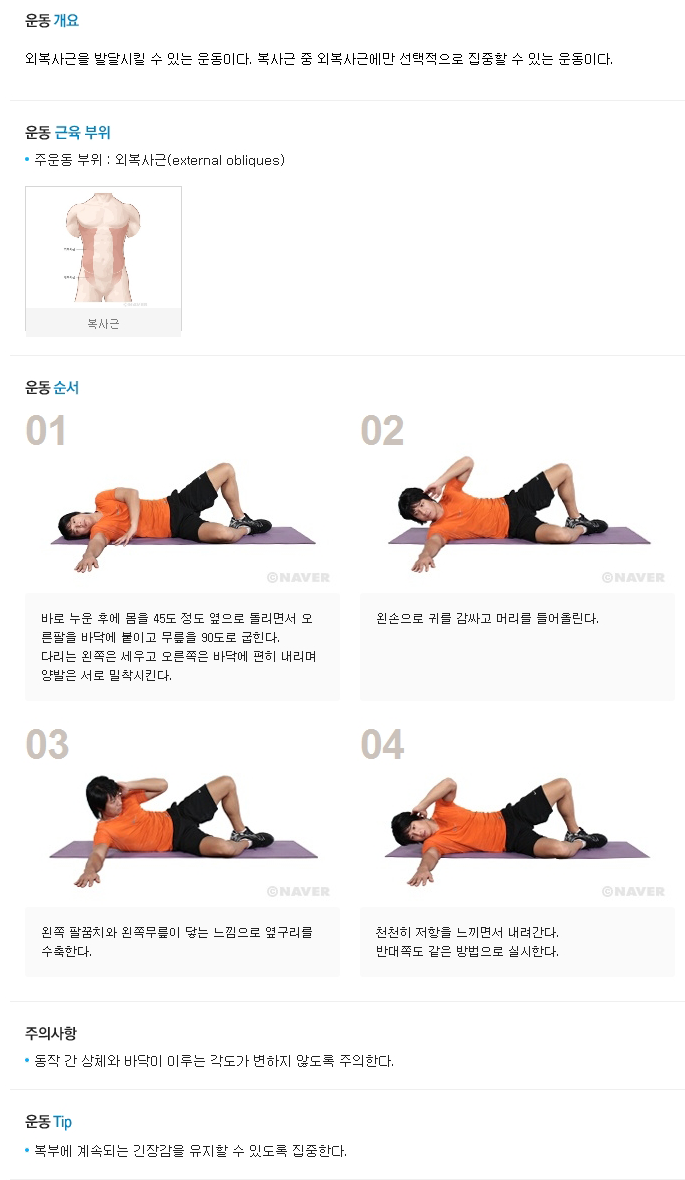 운동 개요
외복사근을 발달시킬 수 있는 운동이다. 복사근 중 외복사근에만 선택적으로 집중할 수 있는 운동이다.
운동 근육 부위
주운동 부위 : 외복사근(external obliques)
©NAVER
복사근
운동 순서
01
©NAVER
바로 누운 후에 몸을 45도 정도 옆으로 돌리면서 오
른팔을 바닥에 붙이고 무릎을 90도로 굽힌다.
다리는 왼쪽은 세우고 오른쪽은 바닥에 편히 내리며
양발은 서로 밀착시킨다.
02
©NAVER
왼손으로 귀를 감싸고 머리를 들어올린다.
03
©NAVER
왼쪽 팔꿈치와 왼쪽무릎이 닿는 느낌으로 옆구리를
수축한다.
04
©NAVER
천천히 저항을 느끼면서 내려간다.
반대쪽도 같은 방법으로 실시한다.
주의사항
동작 간 상체와 바닥이 이루는 각도가 변하지 않도록 주의한다.
운동 Tip
복부에 계속되는 긴장감을 유지할 수 있도록 집중한다.